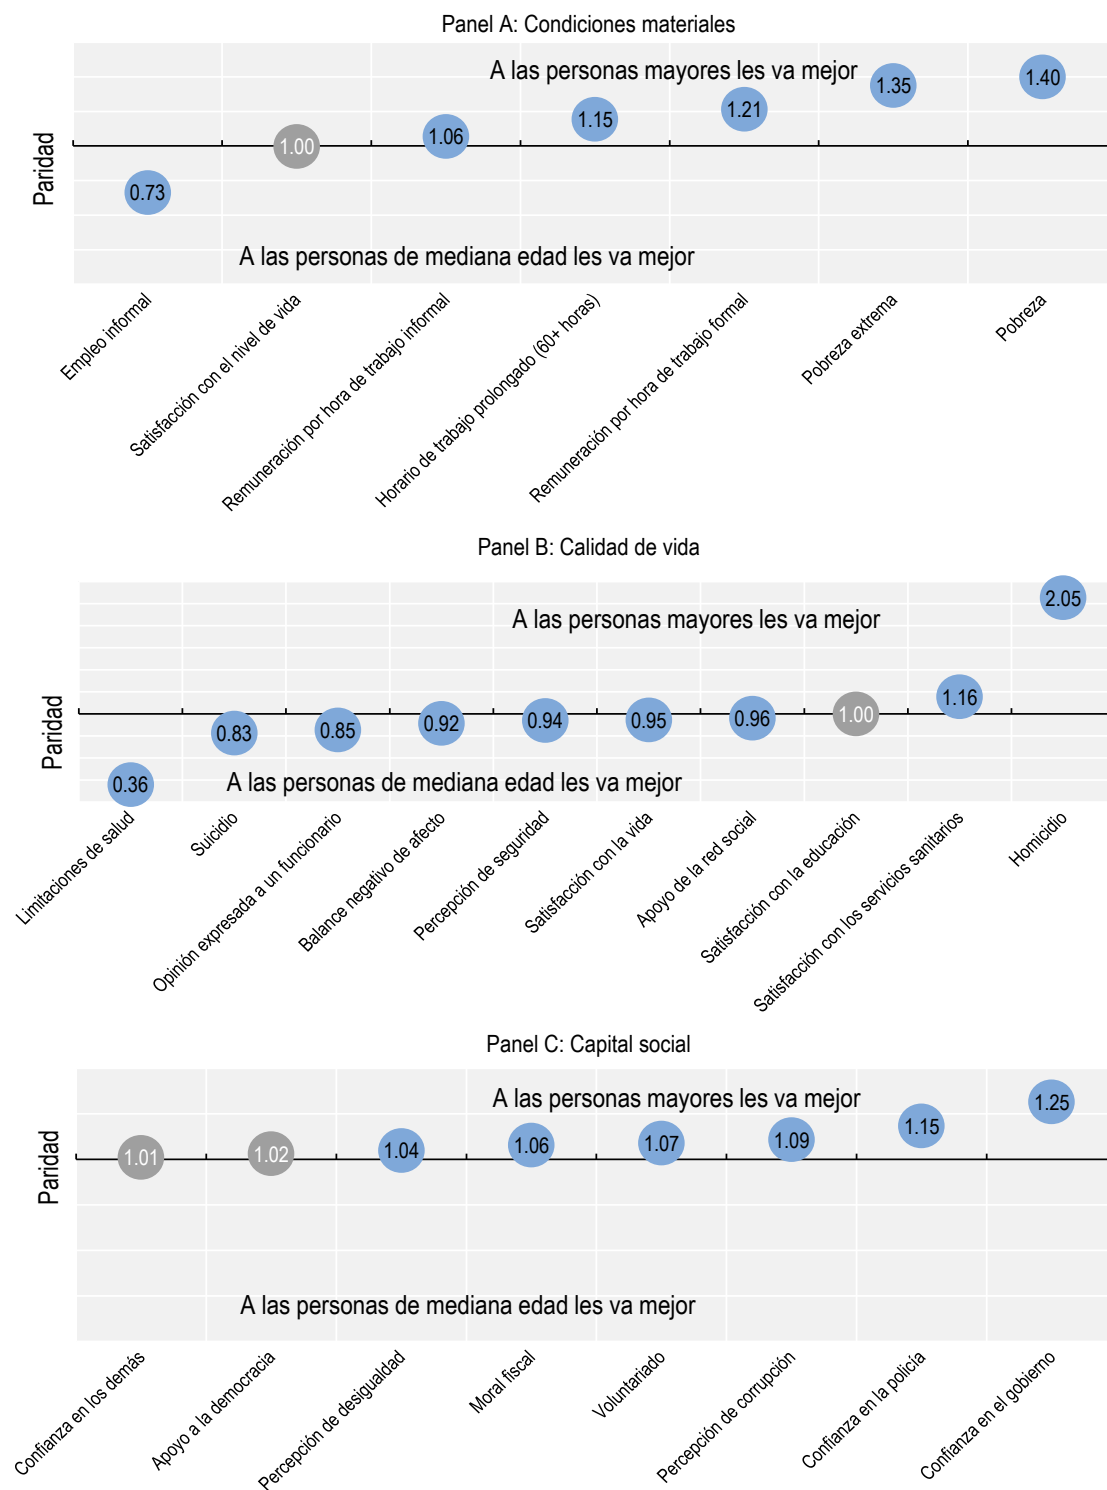 Panel A: Condiciones materiales
A las personas mayores les va mejor
1.40
1.35
1.21
1.15
1.06
1.00
0.73
Paridad
A las personas de mediana edad les va mejor
Empleo informal
Satisfacción con el nivel de vida
Remuneración por hora de trabajo informal
Horario de trabajo prolongado (60+ horas)
Remuneración por hora de trabajo formal
Pobreza extrema
Pobreza
Panel B: Calidad de vida
2.05
A las personas mayores les va mejor
1.16
1.00
0.96
0.95
0.94
0.92
0.85
0.83
0.36
Paridad
A las personas de mediana edad les va mejor
Limitaciones de salud
Suicidio
Opinión expresada a un funcionario
Balance negativo de afecto
Percepción de seguridad
Satisfacción con la vida
Apoyo de la red social
Satisfacción con la educación
Satisfacción con los servicios sanitarios
Homicidio
Panel C: Capital social
A las personas mayores les va mejor
1.25
1.15
1.09
1.07
1.06
1.04
1.02
1.01
Paridad
A las personas de mediana edad les va mejor
Confianza en los demás
Apoyo a la democracia
Percepción de desigualdad
Moral fiscal
Voluntariado
Percepción de corrupción
Confianza en la policía
Confianza en el gobierno